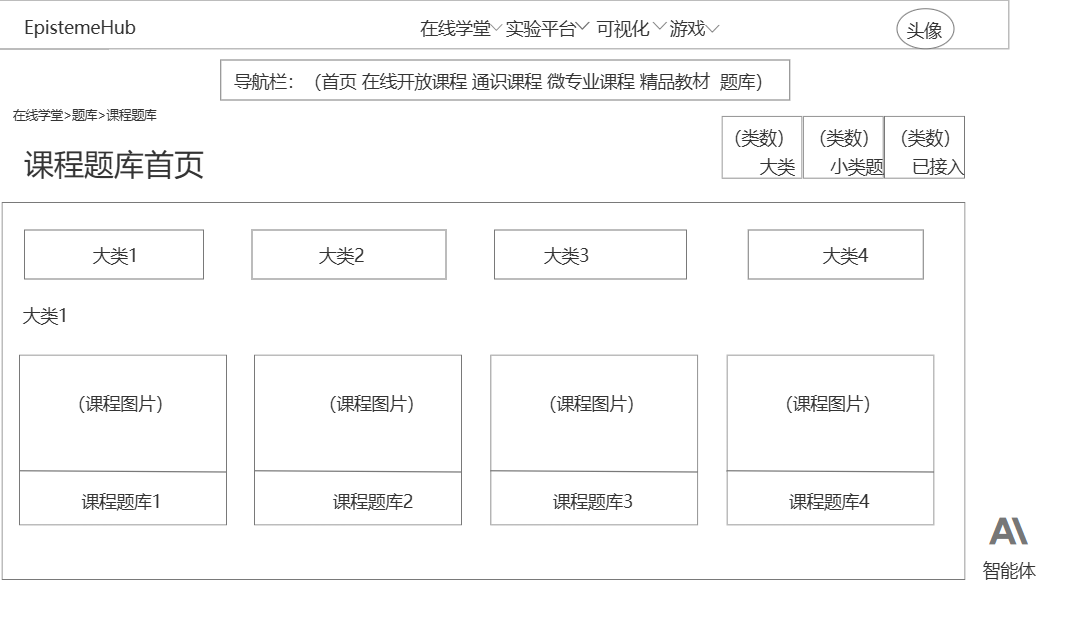 EpistemeHub 在线学堂 实验平台 可视化 游戏 头像
导航栏：（首页 在线开放课程 通识课程 微专业课程 精品教材 题库）
在线学堂>题库>课程题库
课程题库首页
(类数) (类数) (类数)
大类 小类题 已接入
大类1 大类2 大类3 大类4
大类1
(课程图片) (课程图片) (课程图片) (课程图片)
课程题库1 课程题库2 课程题库3 课程题库4
AI
智能体